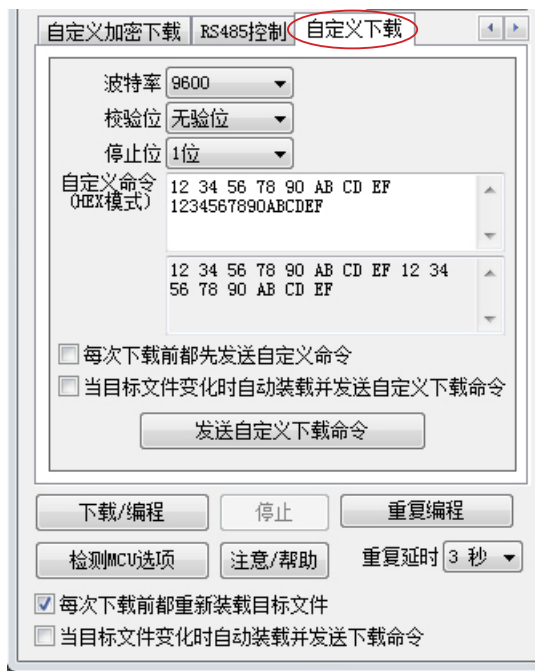 自定义加密下载 RS485控制 自定义下载
波特率 9600
校验位 无验位
停止位 1位
自定义命令 12 34 56 78 90 AB CD EF
(HEX模式) 1234567890ABCDEF
12 34 56 78 90 AB CD EF 12 34
56 78 90 AB CD EF
每次下载前都先发送自定义命令
当目标文件变化时自动装载并发送自定义下载命令
发送自定义下载命令
下载/编程 停止 重复编程
检测MCU选项 注意/帮助 重复延时 3 秒
每次下载前都重新装载目标文件
当目标文件变化时自动装载并发送下载命令